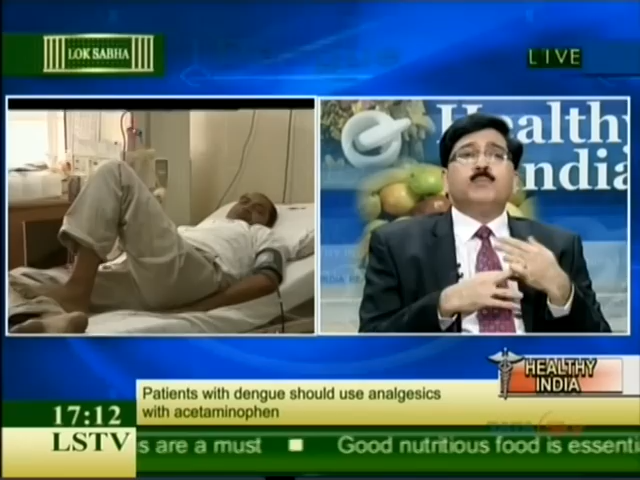 LOK SABHA
LIVE
Healthy
India
HEALTHY
INDIA
Patients with dengue should use analgesics
with acetaminophen
17:12
LSTV
s are a must ■ Good nutritious food is essenti